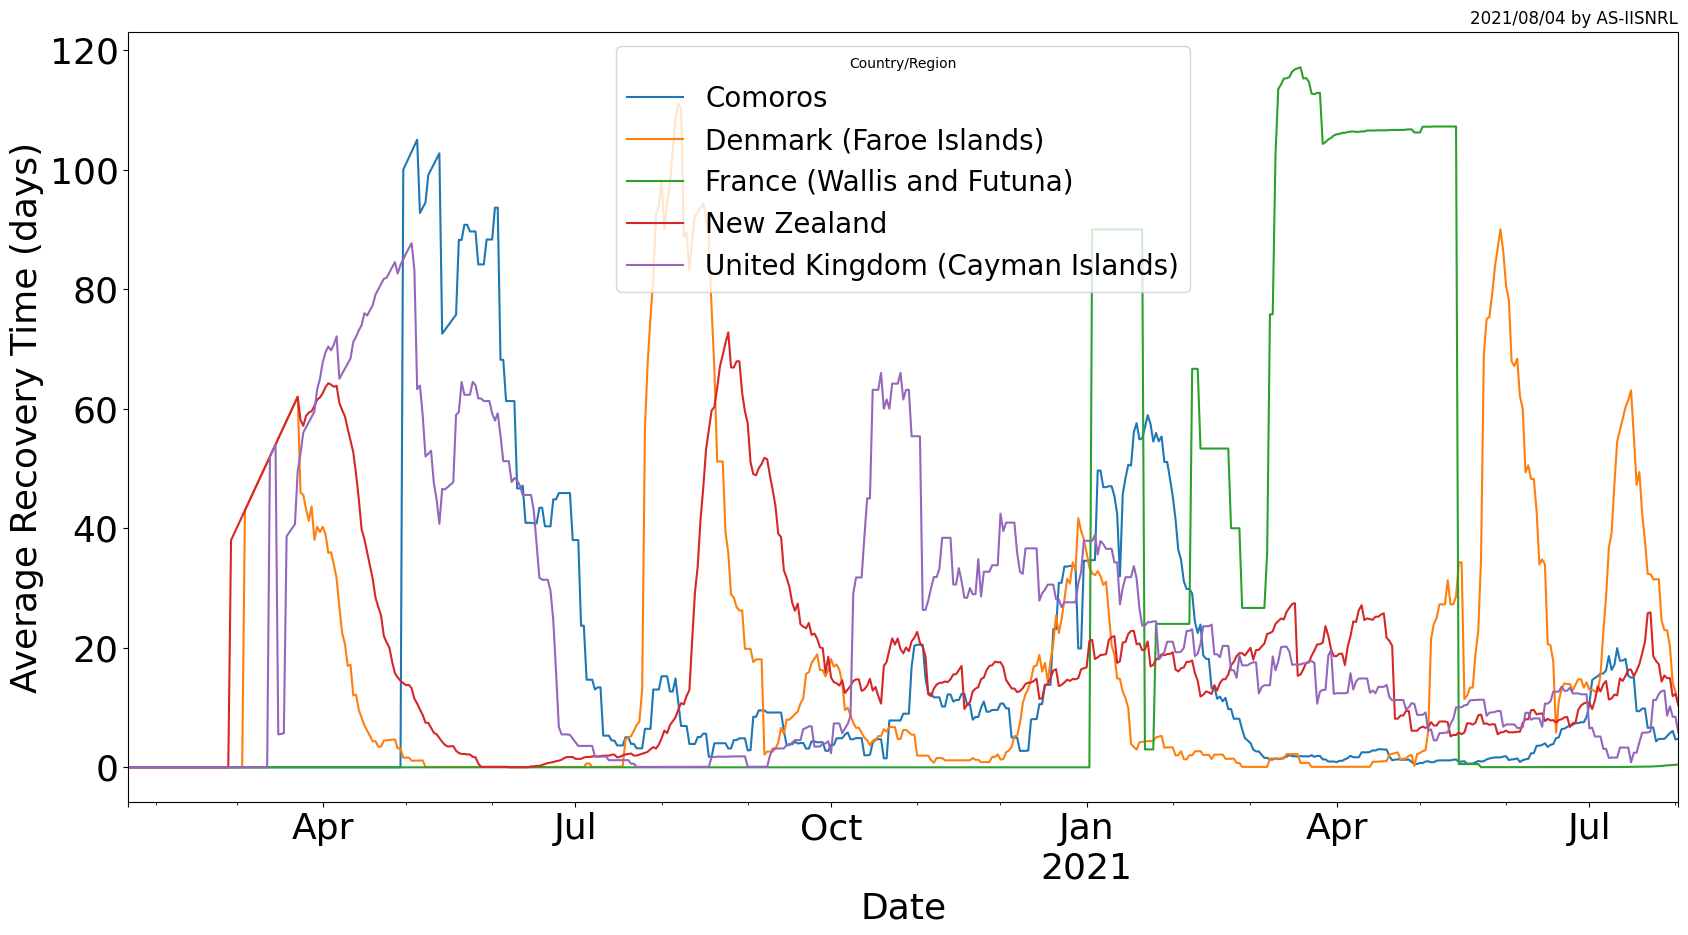 2021/08/04 by AS-IISNRL
Country/Region
Comoros
Denmark (Faroe Islands)
France (Wallis and Futuna)
New Zealand
United Kingdom (Cayman Islands)
Average Recovery Time (days)
120
100
80
60
40
20
0
Apr Jul Oct Jan Apr Jul
2021
Date